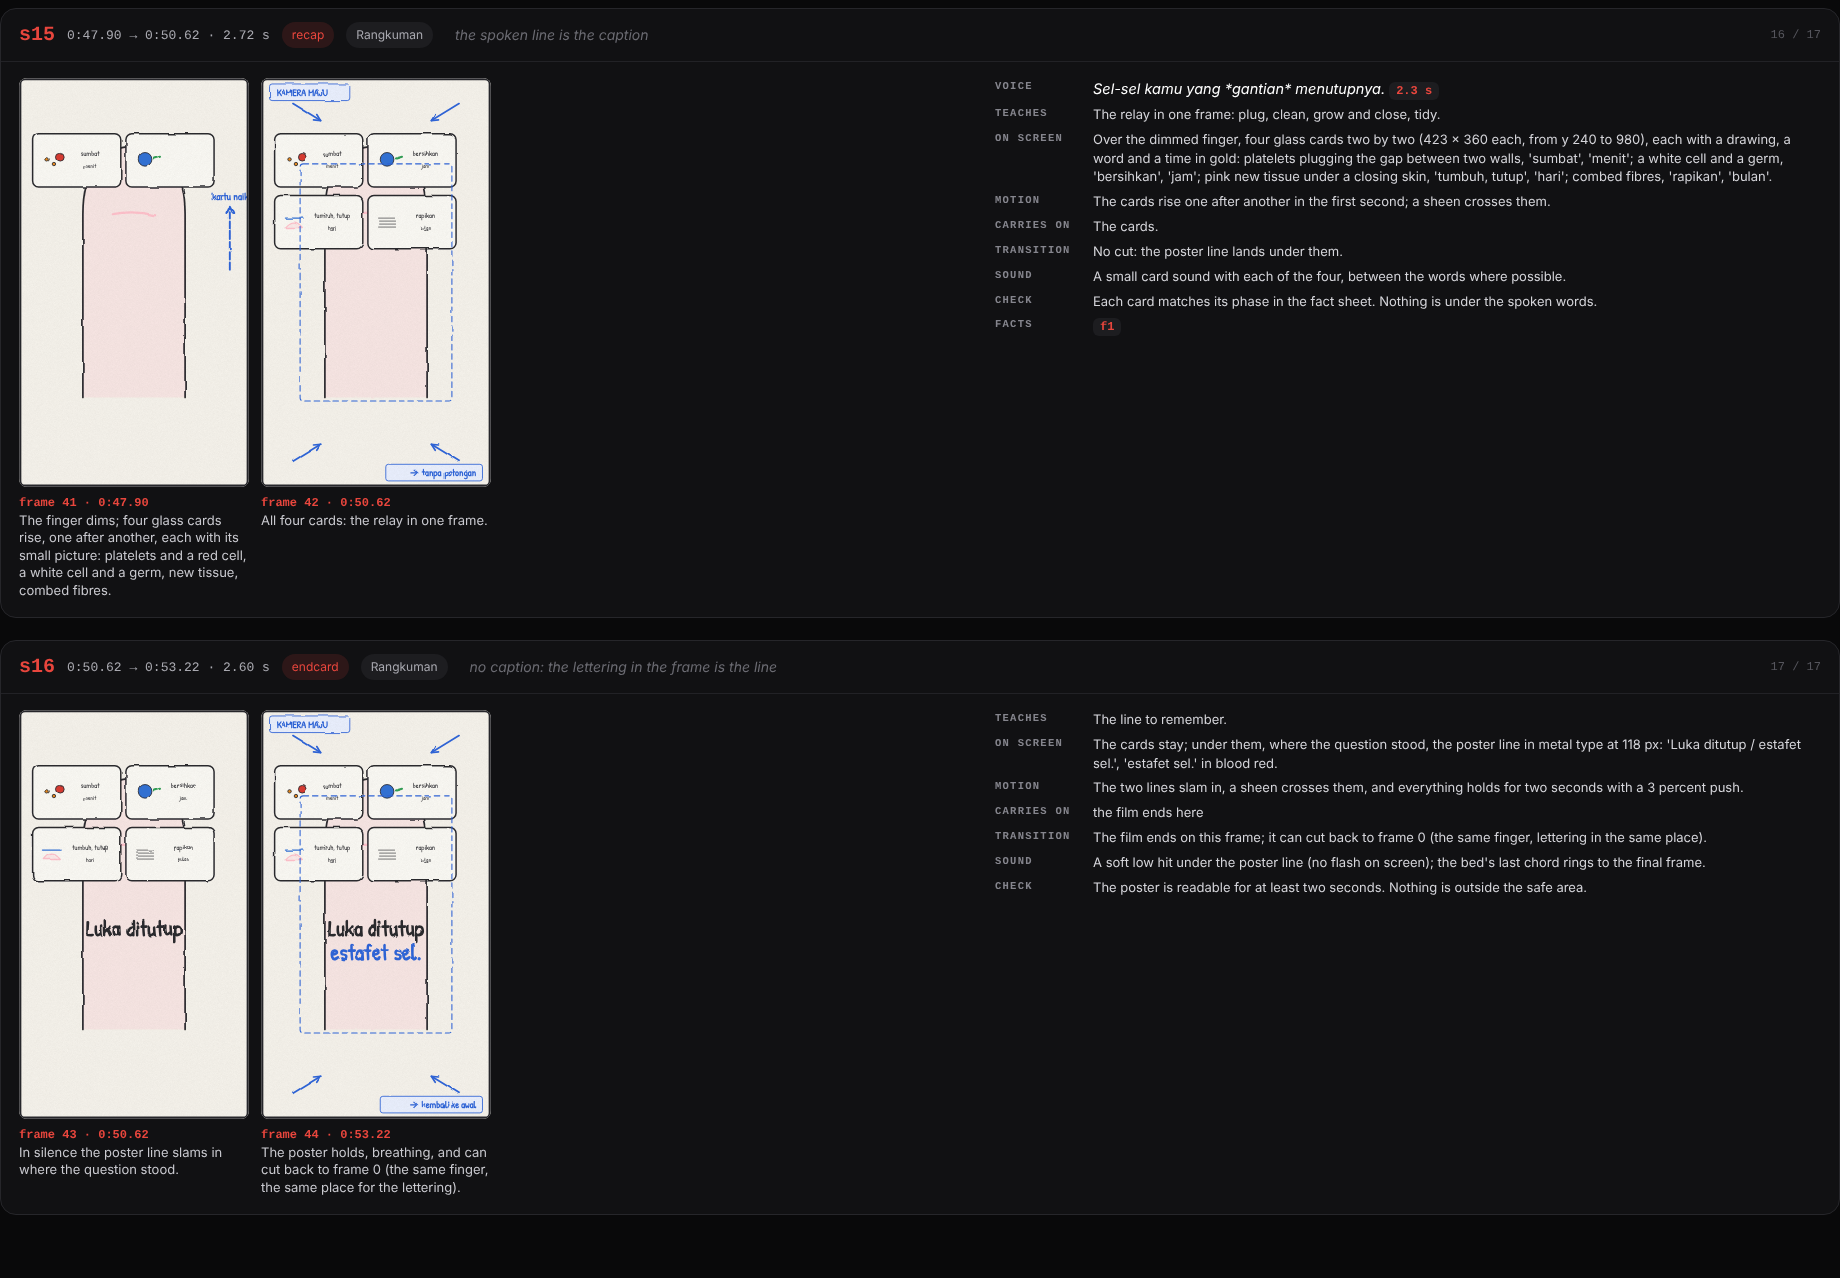 s15 0:47.90 → 0:50.62 · 2.72 s recap Rangkuman the spoken line is the caption 16 / 17
sumbat
menit
kartu naik
frame 41 · 0:47.90
The finger dims; four glass cards
rise, one after another, each with its
small picture: platelets and a red cell,
a white cell and a germ, new tissue,
combed fibres.
KAMERA MAJU
sumbat
menit
bersihkan
jam
tumbuh, tutup
hari
rapikan
bulan
→ tanpa potongan
frame 42 · 0:50.62
All four cards: the relay in one frame.
VOICE Sel-sel kamu yang *gantian* menutupnya. 2.3 s
TEACHES The relay in one frame: plug, clean, grow and close, tidy.
ON SCREEN Over the dimmed finger, four glass cards two by two (423 × 360 each, from y 240 to 980), each with a drawing, a
word and a time in gold: platelets plugging the gap between two walls, 'sumbat', 'menit'; a white cell and a germ,
'bersihkan', 'jam'; pink new tissue under a closing skin, 'tumbuh, tutup', 'hari'; combed fibres, 'rapikan', 'bulan'.
MOTION The cards rise one after another in the first second; a sheen crosses them.
CARRIES ON The cards.
TRANSITION No cut: the poster line lands under them.
SOUND A small card sound with each of the four, between the words where possible.
CHECK Each card matches its phase in the fact sheet. Nothing is under the spoken words.
FACTS f1
s16 0:50.62 → 0:53.22 · 2.60 s endcard Rangkuman no caption: the lettering in the frame is the line 17 / 17
sumbat
menit
bersihkan
jam
tumbuh, tutup
hari
rapikan
bulan
Luka ditutup
frame 43 · 0:50.62
In silence the poster line slams in
where the question stood.
KAMERA MAJU
sumbat
menit
bersihkan
jam
tumbuh, tutup
hari
rapikan
bulan
Luka ditutup
estafet sel.
→ kembali ke awal
frame 44 · 0:53.22
The poster holds, breathing, and can
cut back to frame 0 (the same finger,
the same place for the lettering).
TEACHES The line to remember.
ON SCREEN The cards stay; under them, where the question stood, the poster line in metal type at 118 px: 'Luka ditutup / estafet
sel.', 'estafet sel.' in blood red.
MOTION The two lines slam in, a sheen crosses them, and everything holds for two seconds with a 3 percent push.
CARRIES ON the film ends here
TRANSITION The film ends on this frame; it can cut back to frame 0 (the same finger, lettering in the same place).
SOUND A soft low hit under the poster line (no flash on screen); the bed's last chord rings to the final frame.
CHECK The poster is readable for at least two seconds. Nothing is outside the safe area.